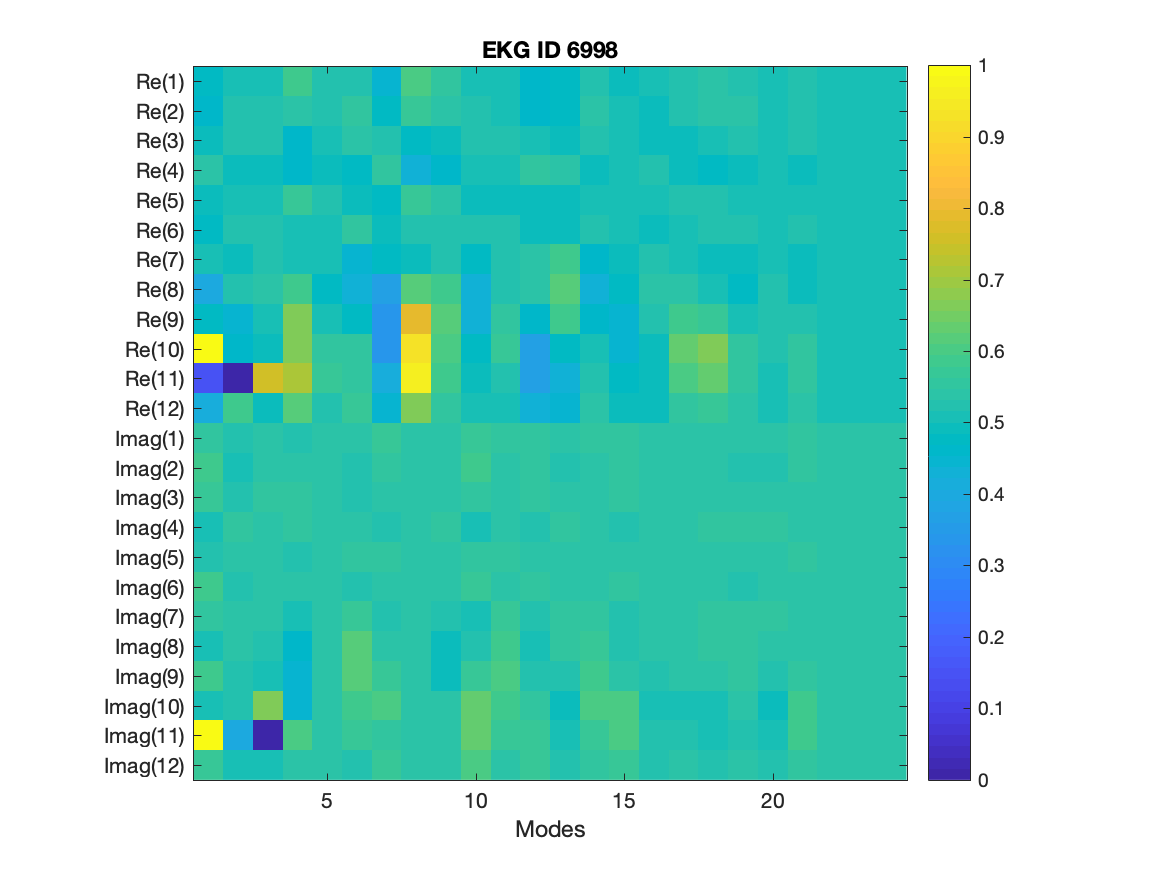 EKG ID 6998
Re(1)
Re(2)
Re(3)
Re(4)
Re(5)
Re(6)
Re(7)
Re(8)
Re(9)
Re(10)
Re(11)
Re(12)
Imag(1)
Imag(2)
Imag(3)
Imag(4)
Imag(5)
Imag(6)
Imag(7)
Imag(8)
Imag(9)
Imag(10)
Imag(11)
Imag(12)
5 10 15 20
Modes
1
0.9
0.8
0.7
0.6
0.5
0.4
0.3
0.2
0.1
0